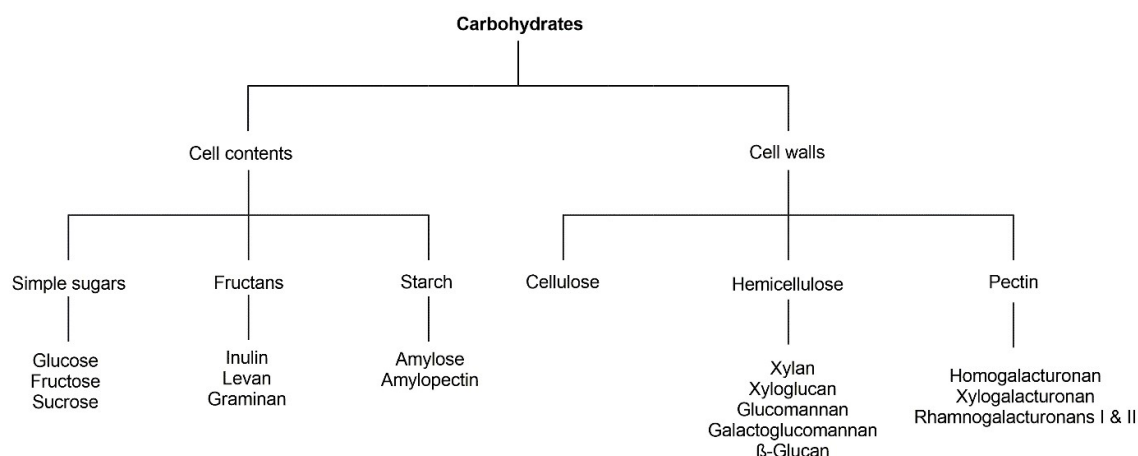 Carbohydrates
Cell contents
Cell walls
Simple sugars
Fructans
Starch
Cellulose
Hemicellulose
Pectin
Glucose
Fructose
Sucrose
Inulin
Levan
Graminan
Amylose
Amylopectin
Xylan
Xyloglucan
Glucomannan
Galactoglucomannan
ß-Glucan
Homogalacturonan
Xylogalacturonan
Rhamnogalacturonans I & II